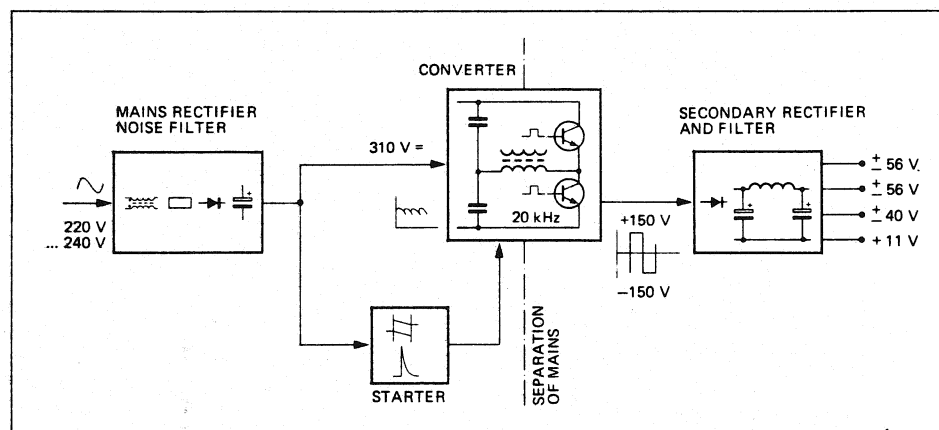 CONVERTER
MAINS RECTIFIER
NOISE FILTER
SECONDARY RECTIFIER
AND FILTER
310 V =
220 V
... 240 V
20 kHz
+150 V
−150 V
± 56 V
± 56 V
± 40 V
+ 11 V
STARTER
SEPARATION
OF MAINS